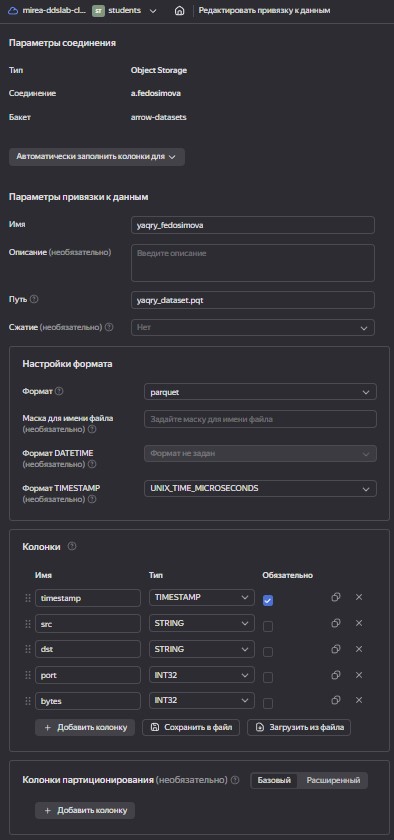 mirea-ddslab-cl... ST students Редактировать привязку к данным
Параметры соединения
Тип Object Storage
Соединение a.fedosimova
Бакет arrow-datasets
Автоматически заполнить колонки для
Параметры привязки к данным
Имя yaqry_fedosimova
Описание (необязательно) Введите описание
Путь yaqry_dataset.pqt
Сжатие (необязательно) Нет
Настройки формата
Формат parquet
Маска для имени файла Задайте маску для имени файла
(необязательно)
Формат DATETIME Формат не задан
(необязательно)
Формат TIMESTAMP UNIX_TIME_MICROSECONDS
(необязательно)
Колонки
Имя Тип Обязательно
timestamp TIMESTAMP
src STRING
dst STRING
port INT32
bytes INT32
+ Добавить колонку Сохранить в файл Загрузить из файла
Колонки партиционирования (необязательно) Базовый Расширенный
+ Добавить колонку